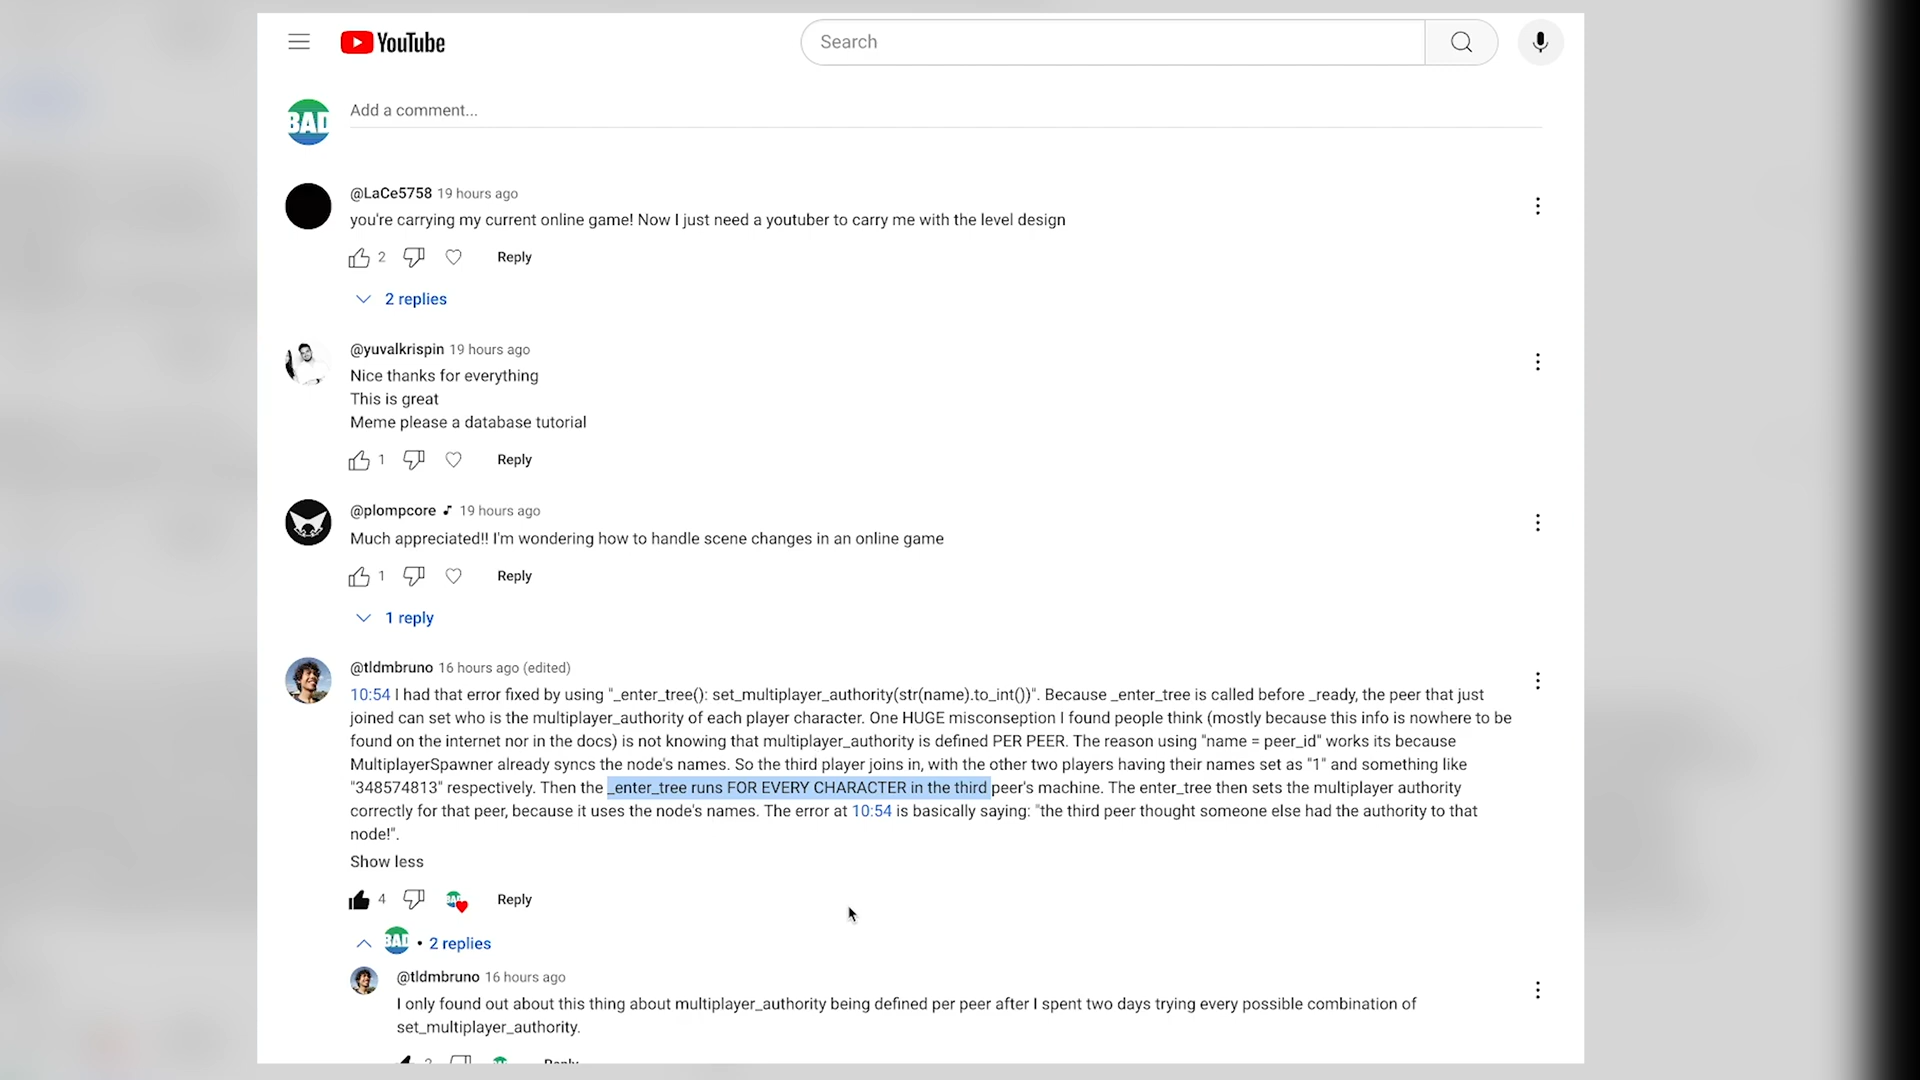 YouTube
Search
BAD
Add a comment...
@LaCe5758 19 hours ago
you're carrying my current online game! Now I just need a youtuber to carry me with the level design
2 Reply
2 replies
@yuvalkrispin 19 hours ago
Nice thanks for everything
This is great
Meme please a database tutorial
1 Reply
@plompcore 19 hours ago
Much appreciated!! I'm wondering how to handle scene changes in an online game
1 Reply
1 reply
@tldmbruno 16 hours ago (edited)
10:54 I had that error fixed by using "_enter_tree(): set_multiplayer_authority(str(name).to_int())". Because _enter_tree is called before _ready, the peer that just
joined can set who is the multiplayer_authority of each player character. One HUGE misconseption I found people think (mostly because this info is nowhere to be
found on the internet nor in the docs) is not knowing that multiplayer_authority is defined PER PEER. The reason using "name = peer_id" works its because
MultiplayerSpawner already syncs the node's names. So the third player joins in, with the other two players having their names set as "1" and something like
"348574813" respectively. Then the _enter_tree runs FOR EVERY CHARACTER in the third peer's machine. The enter_tree then sets the multiplayer authority
correctly for that peer, because it uses the node's names. The error at 10:54 is basically saying: "the third peer thought someone else had the authority to that
node!".
Show less
4 Reply
BAD • 2 replies
@tldmbruno 16 hours ago
I only found out about this thing about multiplayer_authority being defined per peer after I spent two days trying every possible combination of
set_multiplayer_authority.
Reply